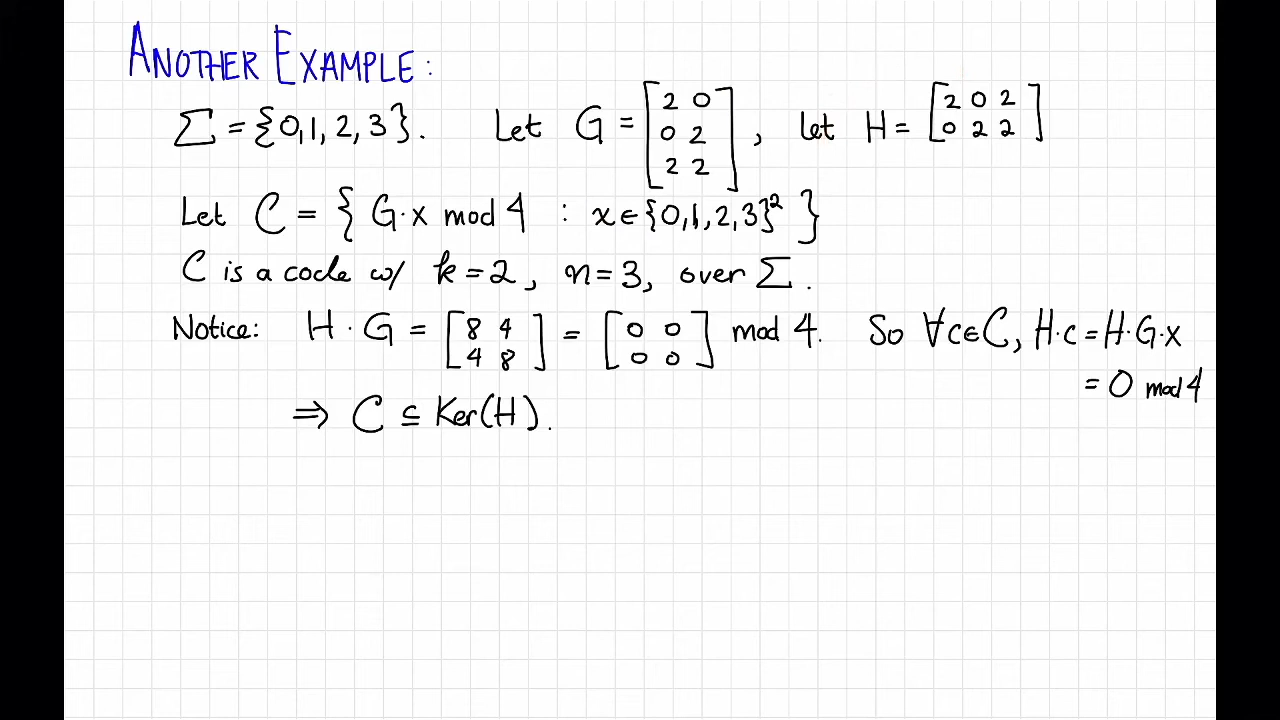 ANOTHER EXAMPLE:
Σ = {0,1,2,3}. Let G = [2 0; 0 2; 2 2], let H = [2 0 2; 0 2 2]
Let C = { G·x mod 4 : x ∈ {0,1,2,3}² }
C is a code w/ k=2, n=3, over Σ.
Notice: H·G = [8 4; 4 8] = [0 0; 0 0] mod 4. So ∀c∈C, H·c = H·G·x
= 0 mod 4
⇒ C ⊆ Ker(H).